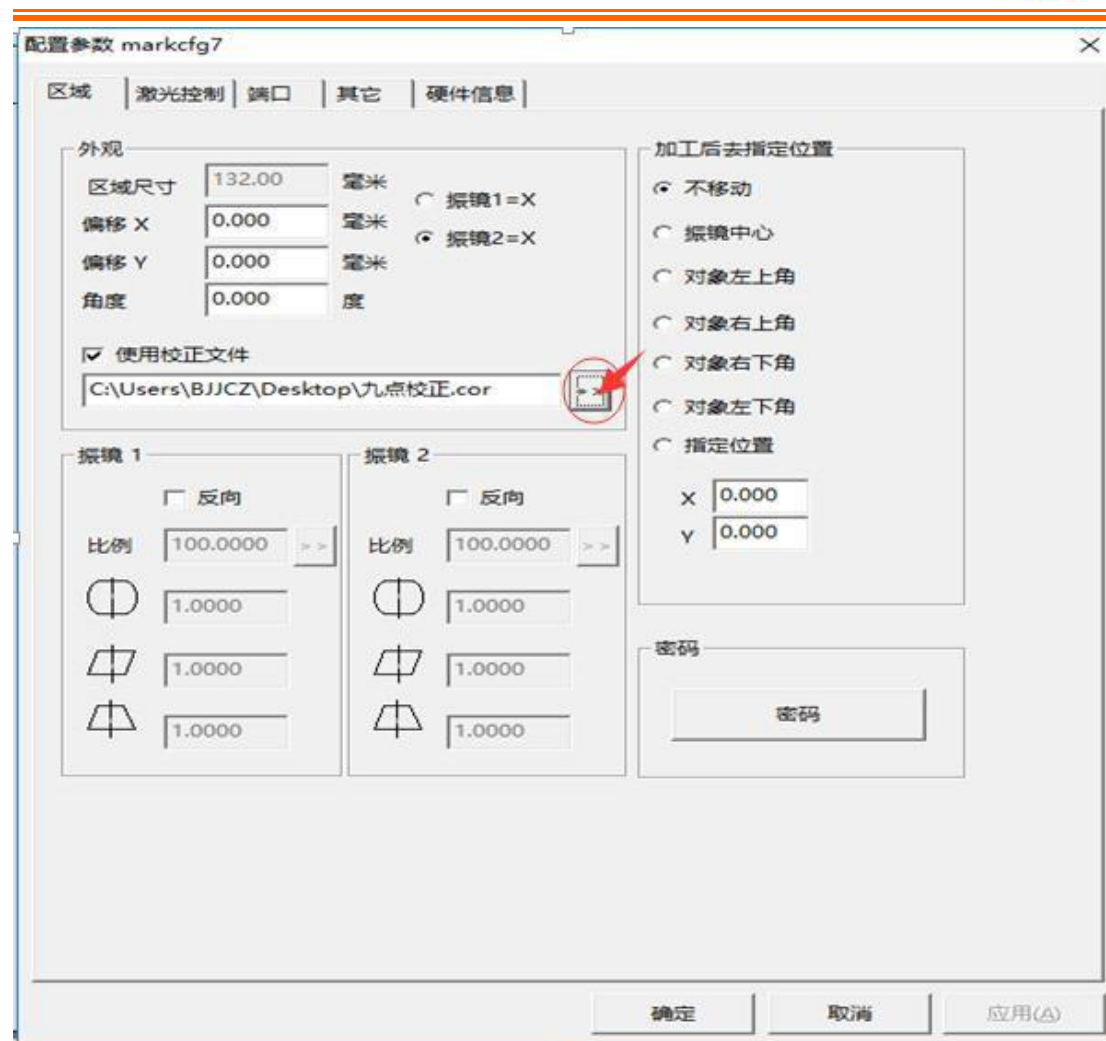 配置参数 markcfg7
区域 激光控制 端口 其它 硬件信息
外观
区域尺寸 132.00 毫米
偏移 X 0.000 毫米
偏移 Y 0.000 毫米
角度 0.000 度
振镜1=X
振镜2=X
使用校正文件
C:\Users\BJJCZ\Desktop\九点校正.cor
> >
加工后去指定位置
不移动
振镜中心
对象左上角
对象右上角
对象右下角
对象左下角
指定位置
X 0.000
Y 0.000
振镜 1
反向
比例 100.0000 > >
1.0000
1.0000
1.0000
振镜 2
反向
比例 100.0000 > >
1.0000
1.0000
1.0000
密码
密码
确定 取消 应用(A)